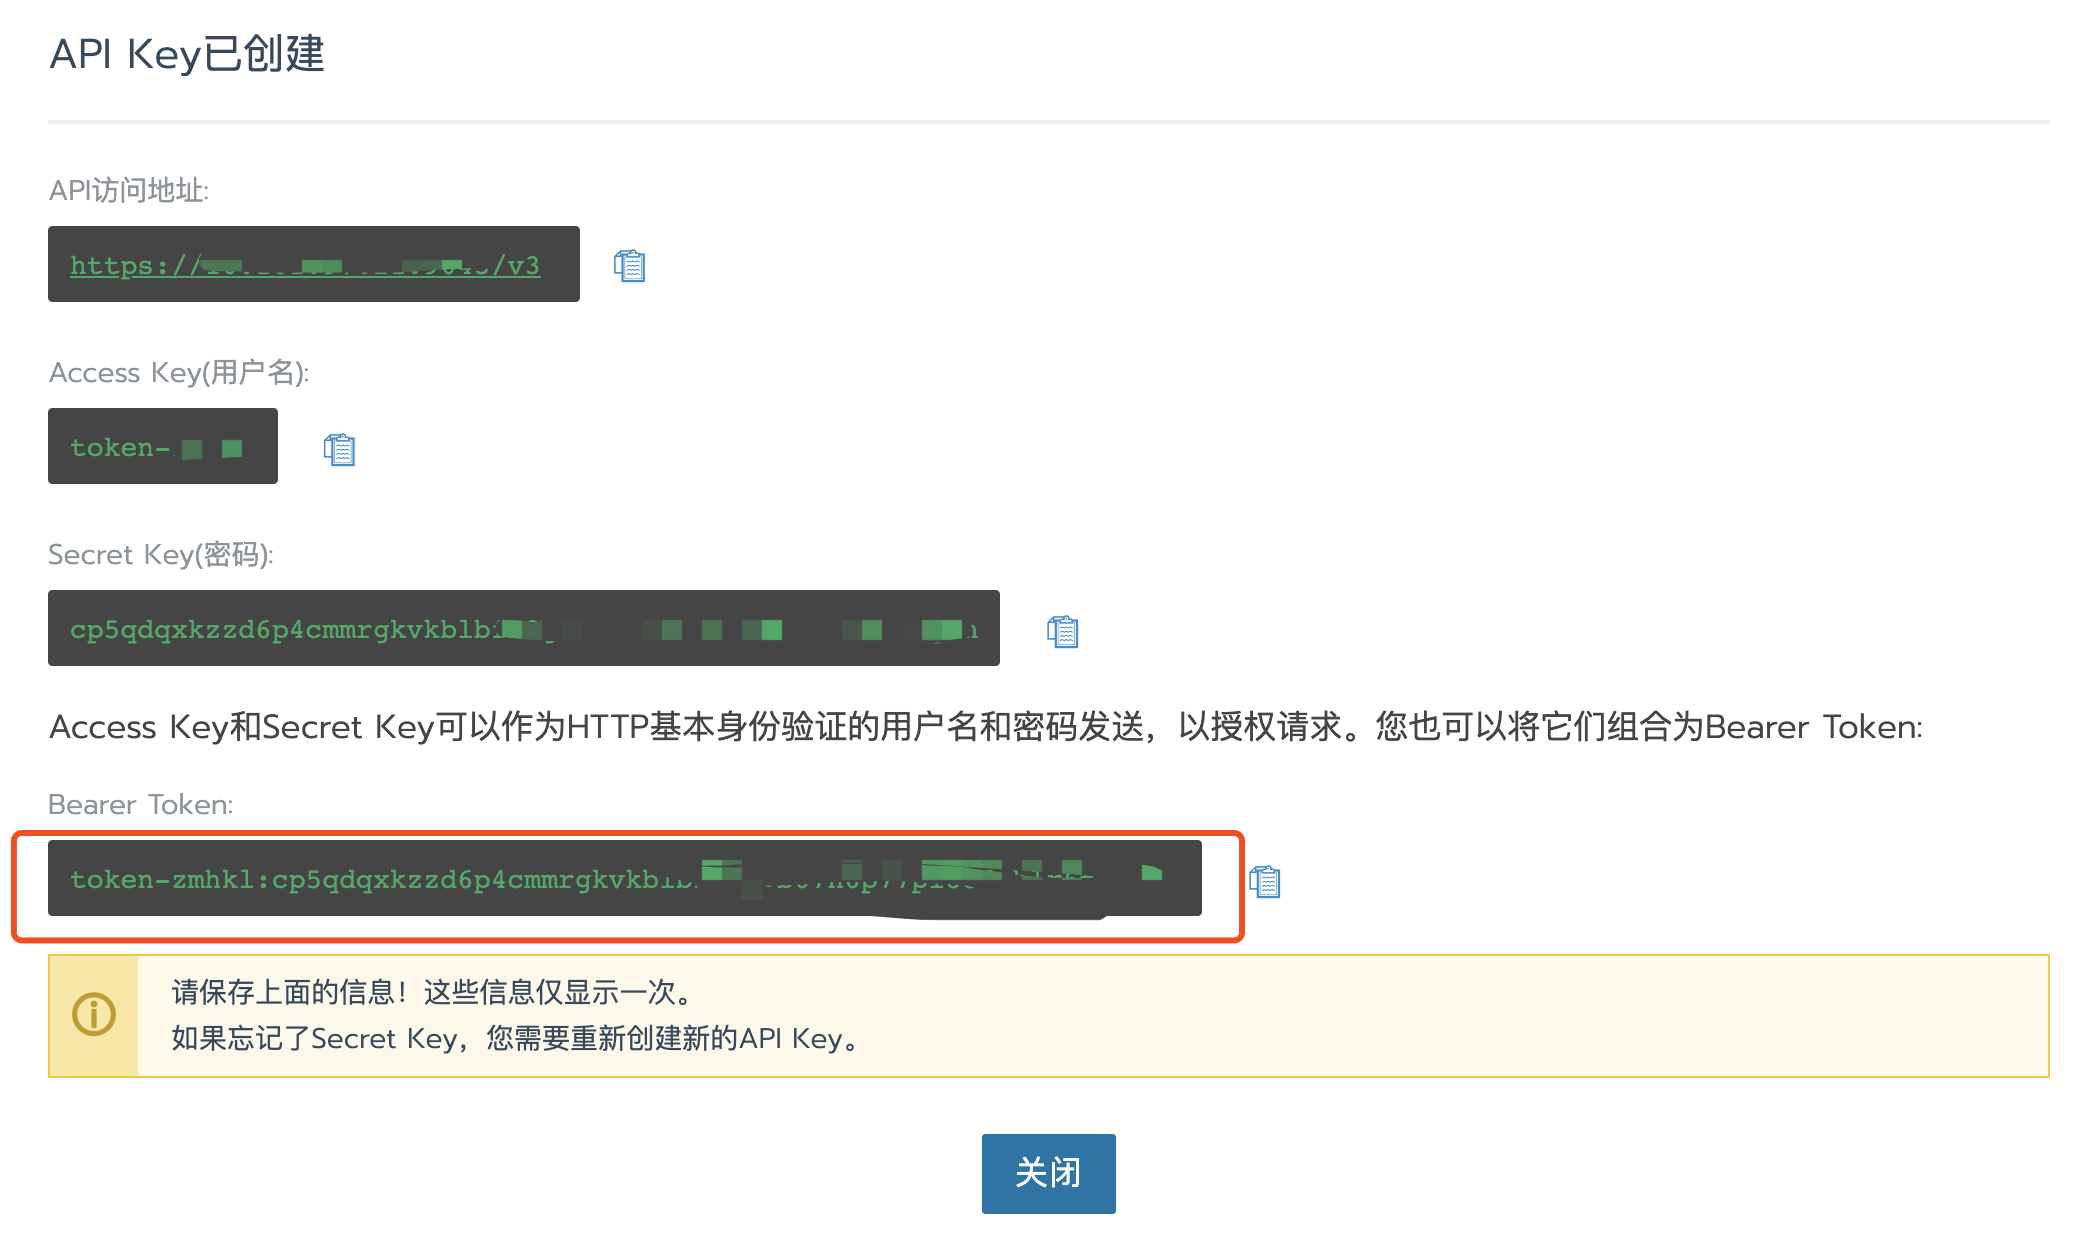 API Key已创建
API访问地址:
https:// /v3
Access Key(用户名):
token-
Secret Key(密码):
cp5qdqxkzzd6p4cmmrgkvkblb
Access Key和Secret Key可以作为HTTP基本身份验证的用户名和密码发送，以授权请求。您也可以将它们组合为Bearer Token:
Bearer Token:
token-zmhkl:cp5qdqxkzzd6p4cmmrgkvkblb
请保存上面的信息！这些信息仅显示一次。
如果忘记了Secret Key，您需要重新创建新的API Key。
关闭